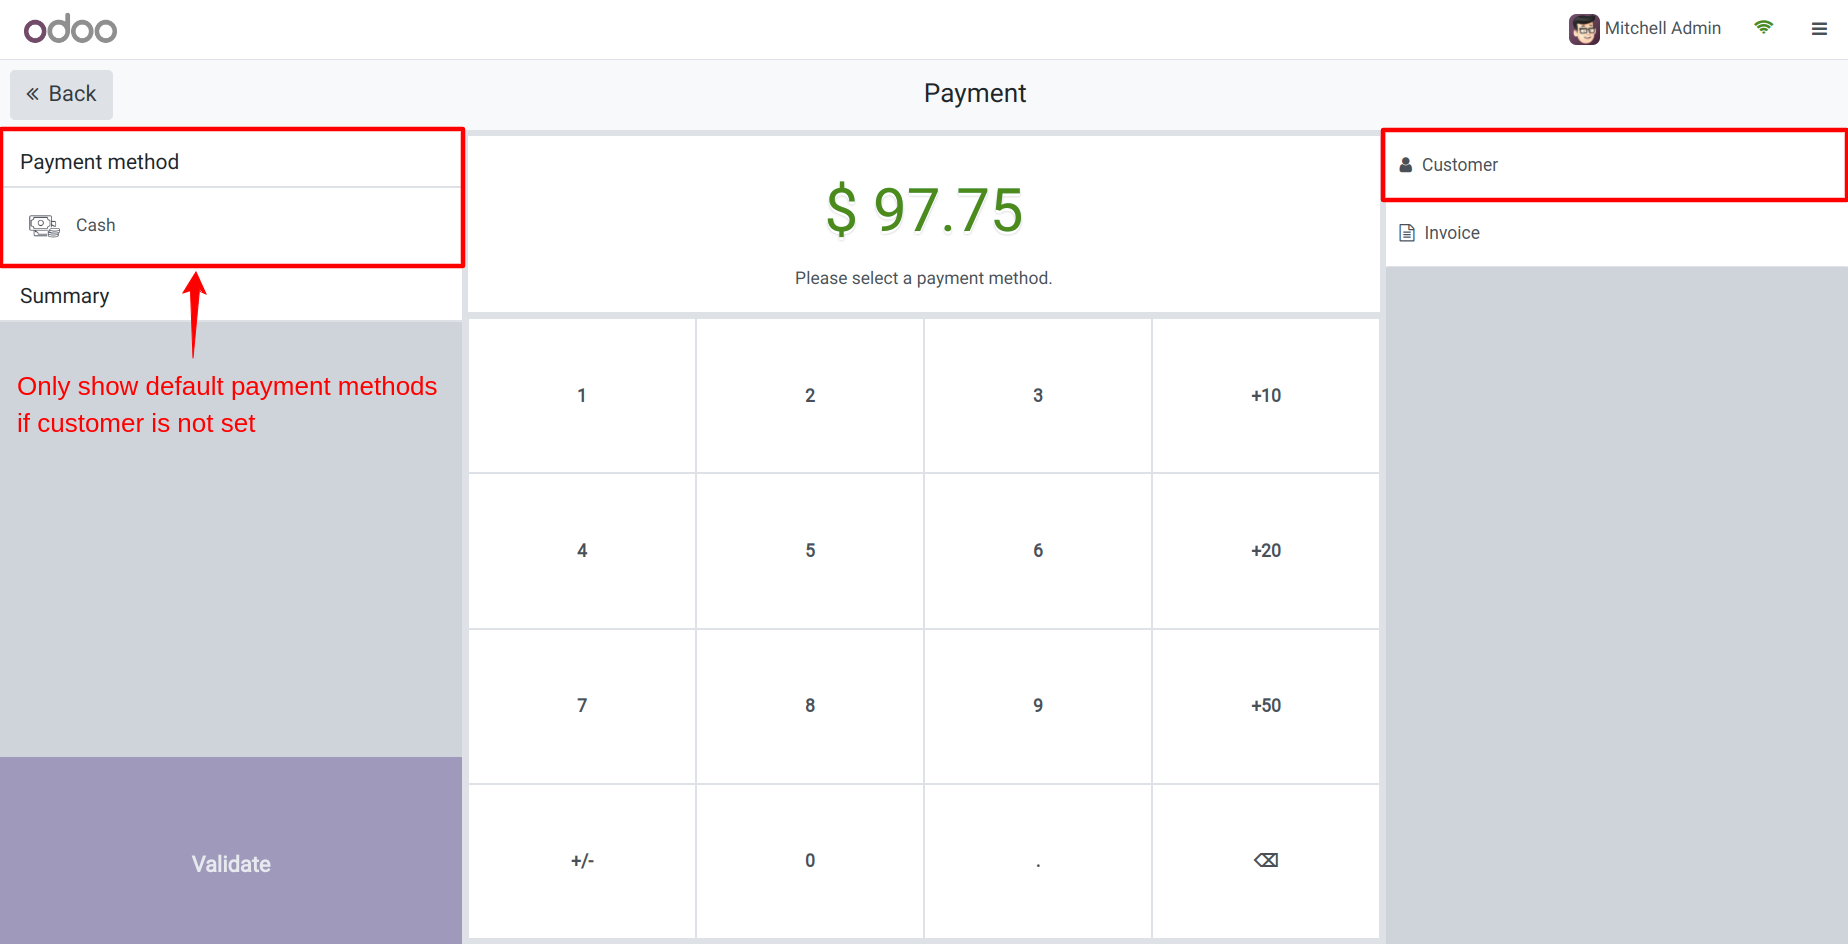 odoo
Mitchell Admin
Back
Payment
Payment method
Cash
Summary
Only show default payment methods
if customer is not set
Validate
$ 97.75
Please select a payment method.
1 2 3 +10
4 5 6 +20
7 8 9 +50
+/- 0 .
Customer
Invoice